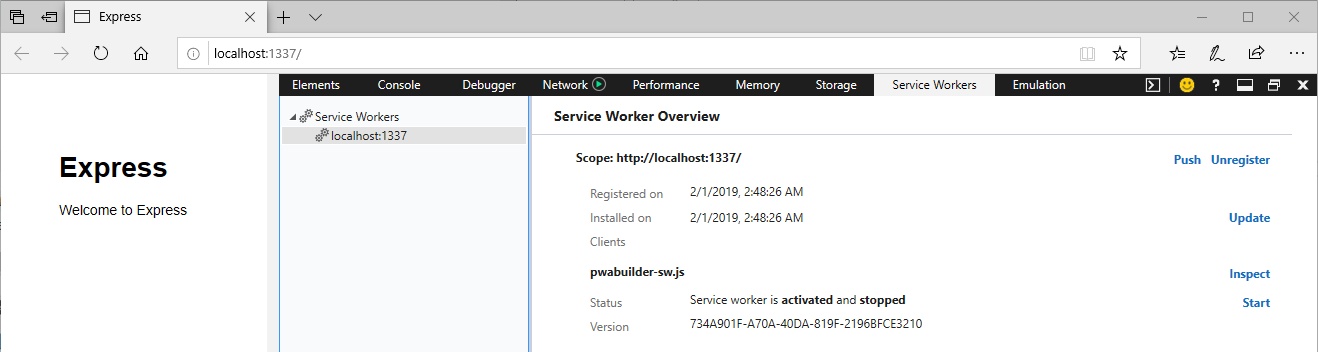 Express
localhost:1337/
Elements Console Debugger Network Performance Memory Storage Service Workers Emulation ?
Service Workers
localhost:1337
Express
Welcome to Express
Service Worker Overview
Scope: http://localhost:1337/ Push Unregister
Registered on 2/1/2019, 2:48:26 AM
Installed on 2/1/2019, 2:48:26 AM Update
Clients
pwabuilder-sw.js Inspect
Status Service worker is activated and stopped Start
Version 734A901F-A70A-40DA-819F-2196BFCE3210